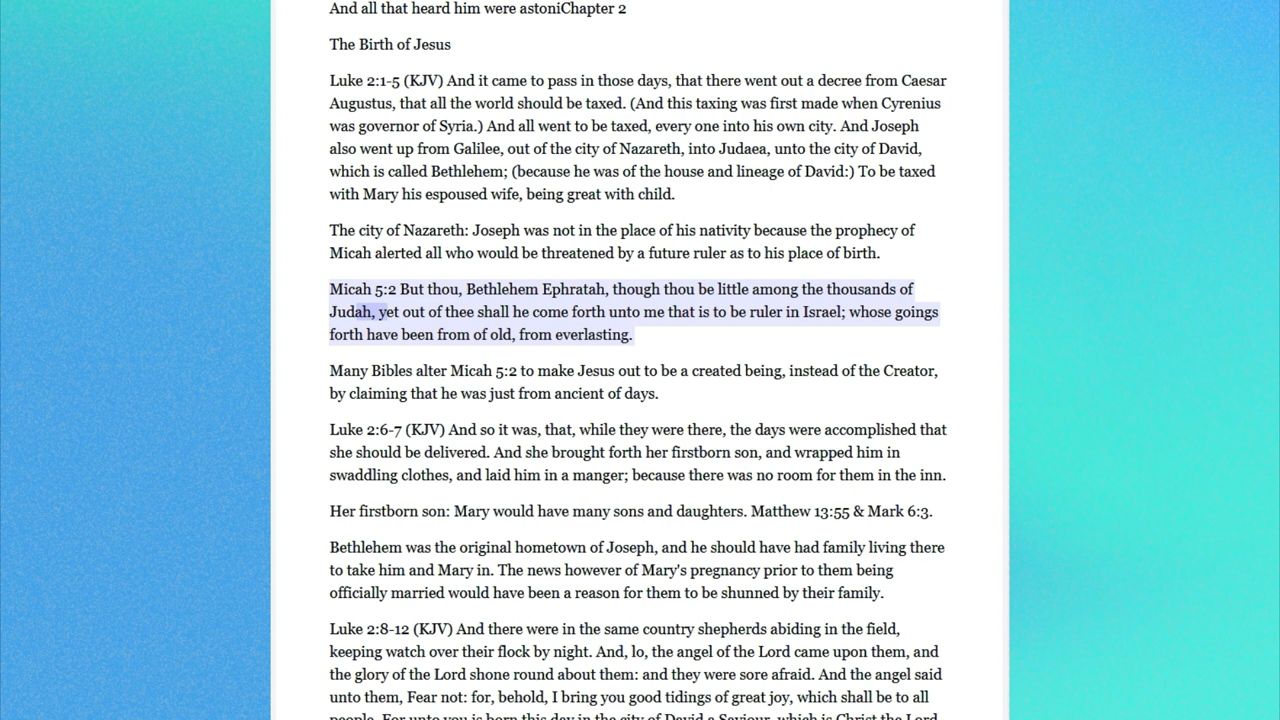 And all that heard him were astoniChapter 2
The Birth of Jesus
Luke 2:1-5 (KJV) And it came to pass in those days, that there went out a decree from Caesar
Augustus, that all the world should be taxed. (And this taxing was first made when Cyrenius
was governor of Syria.) And all went to be taxed, every one into his own city. And Joseph
also went up from Galilee, out of the city of Nazareth, into Judaea, unto the city of David,
which is called Bethlehem; (because he was of the house and lineage of David:) To be taxed
with Mary his espoused wife, being great with child.
The city of Nazareth: Joseph was not in the place of his nativity because the prophecy of
Micah alerted all who would be threatened by a future ruler as to his place of birth.
Micah 5:2 But thou, Bethlehem Ephratah, though thou be little among the thousands of
Judah, yet out of thee shall he come forth unto me that is to be ruler in Israel; whose goings
forth have been from of old, from everlasting.
Many Bibles alter Micah 5:2 to make Jesus out to be a created being, instead of the Creator,
by claiming that he was just from ancient of days.
Luke 2:6-7 (KJV) And so it was, that, while they were there, the days were accomplished that
she should be delivered. And she brought forth her firstborn son, and wrapped him in
swaddling clothes, and laid him in a manger; because there was no room for them in the inn.
Her firstborn son: Mary would have many sons and daughters. Matthew 13:55 & Mark 6:3.
Bethlehem was the original hometown of Joseph, and he should have had family living there
to take him and Mary in. The news however of Mary's pregnancy prior to them being
officially married would have been a reason for them to be shunned by their family.
Luke 2:8-12 (KJV) And there were in the same country shepherds abiding in the field,
keeping watch over their flock by night. And, lo, the angel of the Lord came upon them, and
the glory of the Lord shone round about them: and they were sore afraid. And the angel said
unto them, Fear not: for, behold, I bring you good tidings of great joy, which shall be to all
people. For unto you is born this day in the city of David a Saviour, which is Christ the Lord.